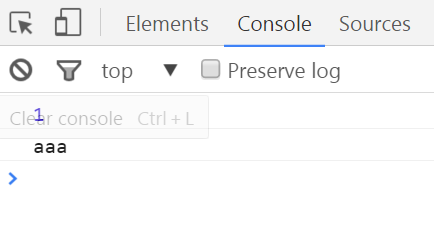 Elements Console Sources
top Preserve log
1
Clear console Ctrl + L
aaa